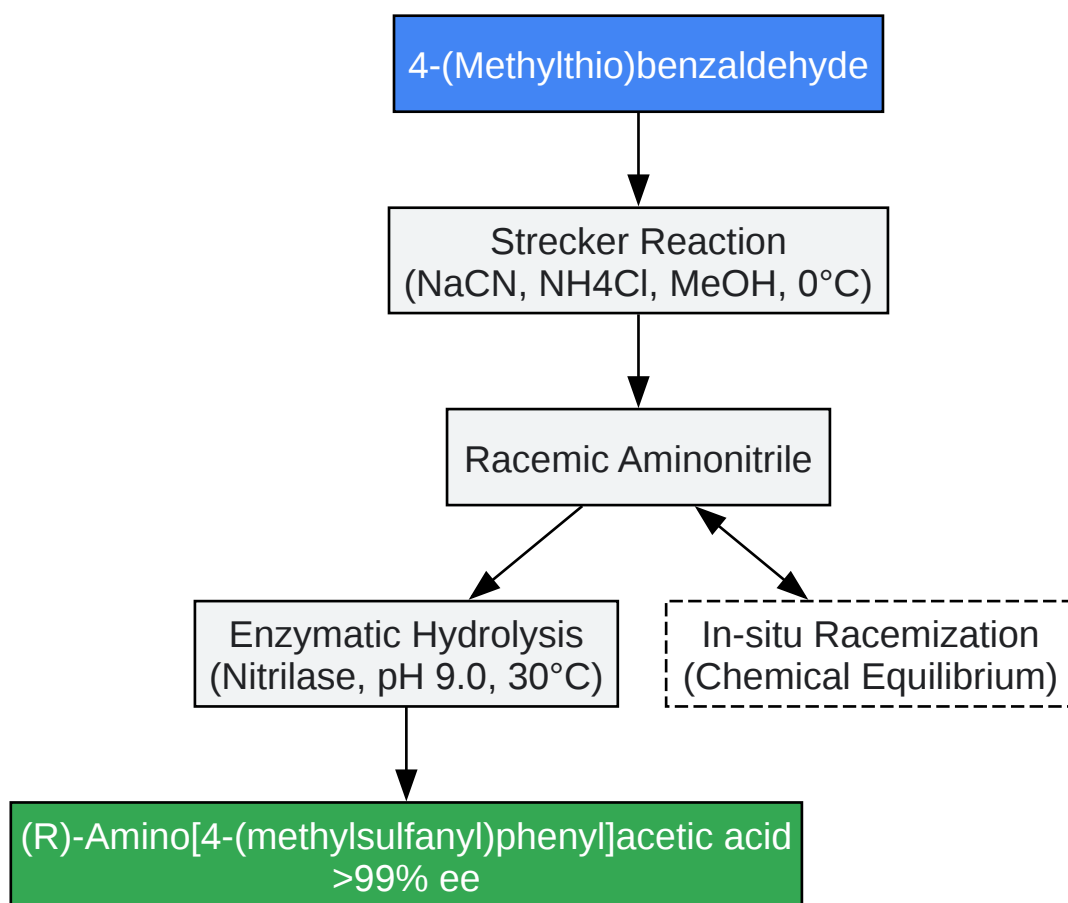 4-(Methylthio)benzaldehyde
Strecker Reaction
(NaCN, NH4Cl, MeOH, 0°C)
Racemic Aminonitrile
Enzymatic Hydrolysis
(Nitrilase, pH 9.0, 30°C)
In-situ Racemization
(Chemical Equilibrium)
(R)-Amino[4-(methylsulfanyl)phenyl]acetic acid
>99% ee